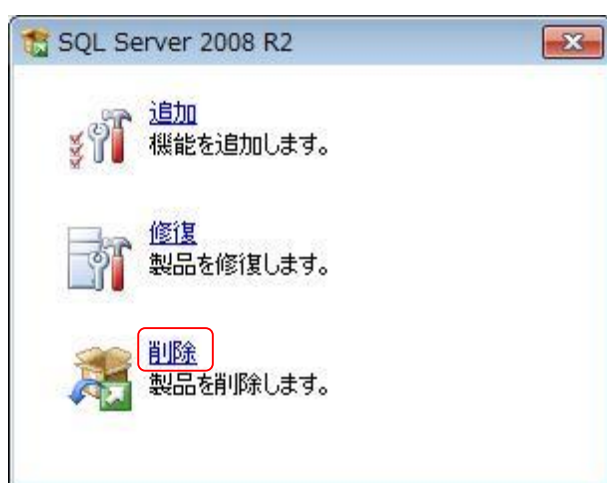 SQL Server 2008 R2
追加
機能を追加します。
修復
製品を修復します。
削除
製品を削除します。